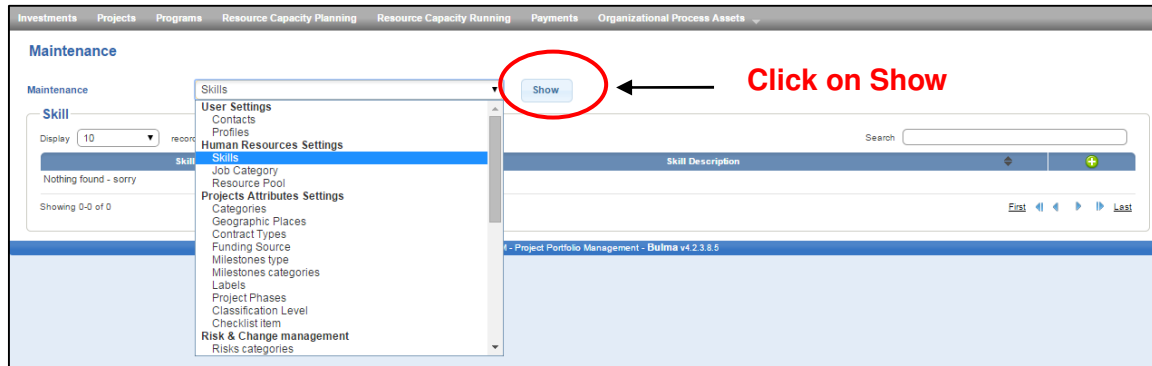 Investments Projects Programs Resource Capacity Planning Resource Capacity Running Payments Organizational Process Assets
Maintenance
Maintenance Skills Show Click on Show
User Settings
Contacts
Profiles
Human Resources Settings
Skills
Job Category
Resource Pool
Projects Attributes Settings
Categories
Geographic Places
Contract Types
Funding Source
Milestones type
Milestones categories
Labels
Project Phases
Classification Level
Checklist item
Risk & Change management
Risks categories
Skill
Display 10 Search
Skill Description
Nothing found - sorry
Showing 0-0 of 0 First Last
- Project Portfolio Management - Bulma v4.2.3.8.5